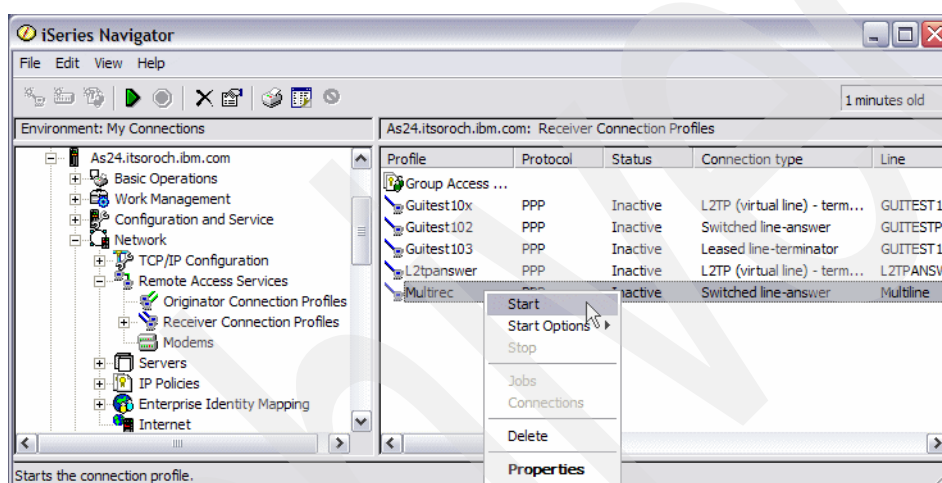 iSeries Navigator
File Edit View Help
1 minutes old
Environment: My Connections
As24.itsoroch.ibm.com: Receiver Connection Profiles
As24.itsoroch.ibm.com
Basic Operations
Work Management
Configuration and Service
Network
TCP/IP Configuration
Remote Access Services
Originator Connection Profiles
Receiver Connection Profiles
Modems
Servers
IP Policies
Enterprise Identity Mapping
Internet
Profile Protocol Status Connection type Line
Group Access ...
Guitest10x PPP Inactive L2TP (virtual line) - term... GUITEST1
Guitest102 PPP Inactive Switched line-answer GUITESTP
Guitest103 PPP Inactive Leased line-terminator GUITEST1
L2tpanswer PPP Inactive L2TP (virtual line) - term... L2TPANSW
Multirec PPP Inactive Switched line-answer Multiline
Start
Start Options
Stop
Jobs
Connections
Delete
Properties
Starts the connection profile.